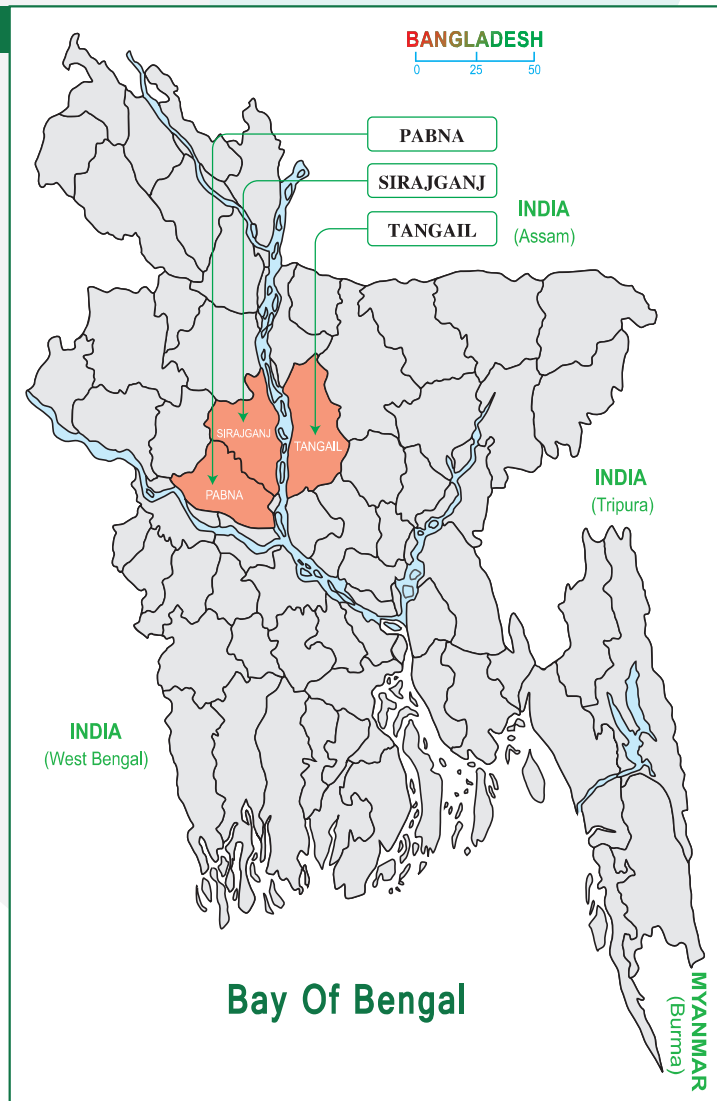 BANGLADESH
0 25 50
PABNA
SIRAJGANJ
TANGAIL
INDIA
(Assam)
SIRAJGANJ
TANGAIL
PABNA
INDIA
(Tripura)
INDIA
(West Bengal)
Bay Of Bengal
MYANMAR
(Burma)